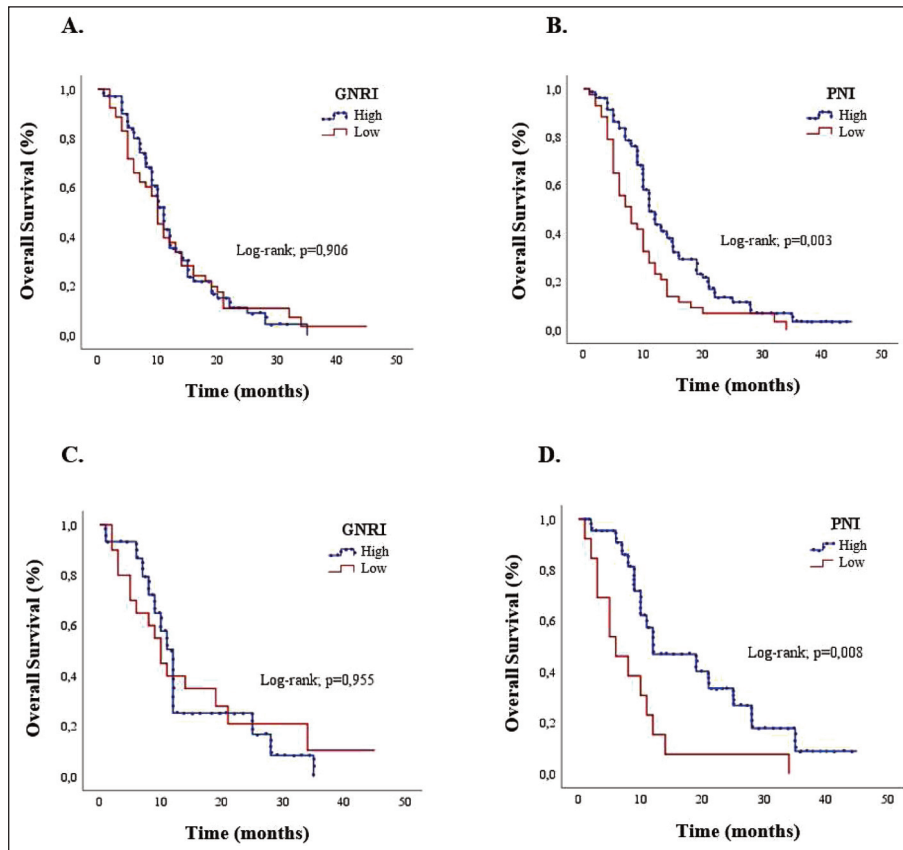 A.
GNRI
High
Low
Overall Survival (%)
1,0
0,8
0,6
0,4
0,2
0,0
Log-rank; p=0,906
0 10 20 30 40 50
Time (months)
B.
PNI
High
Low
Overall Survival (%)
1,0
0,8
0,6
0,4
0,2
0,0
Log-rank; p=0,003
0 10 20 30 40 50
Time (months)
C.
GNRI
High
Low
Overall Survival (%)
1,0
0,8
0,6
0,4
0,2
0,0
Log-rank; p=0,955
0 10 20 30 40 50
Time (months)
D.
PNI
High
Low
Overall Survival (%)
1,0
0,8
0,6
0,4
0,2
0,0
Log-rank; p=0,008
0 10 20 30 40 50
Time (months)